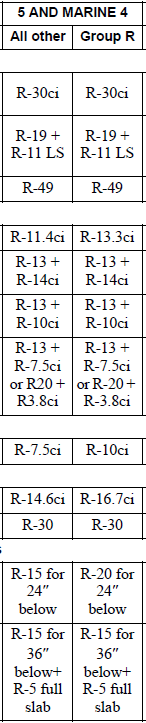 5 AND MARINE 4
All other Group R
R-30ci R-30ci
R-19 + R-19 +
R-11 LS R-11 LS
R-49 R-49
R-11.4ci R-13.3ci
R-13 + R-13 +
R-14ci R-14ci
R-13 + R-13 +
R-10ci R-10ci
R-13 + R-13 +
R-7.5ci R-7.5ci
or R20 + or R-20 +
R3.8ci R-3.8ci
R-7.5ci R-10ci
R-14.6ci R-16.7ci
R-30 R-30
R-15 for R-20 for
24″ 24″
below below
R-15 for R-15 for
36″ 36″
below+ below+
R-5 full R-5 full
slab slab